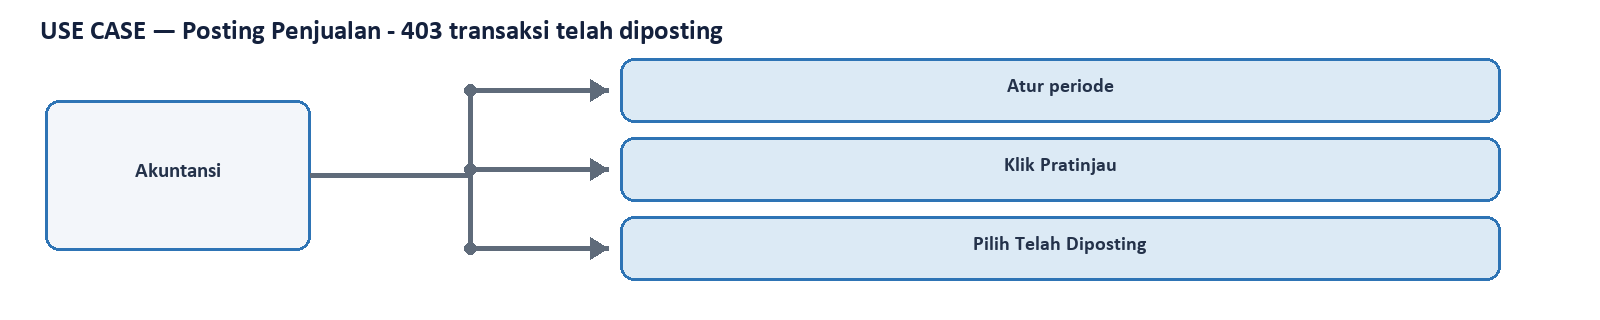 USE CASE — Posting Penjualan - 403 transaksi telah diposting
Akuntansi
Atur periode
Klik Pratinjau
Pilih Telah Diposting